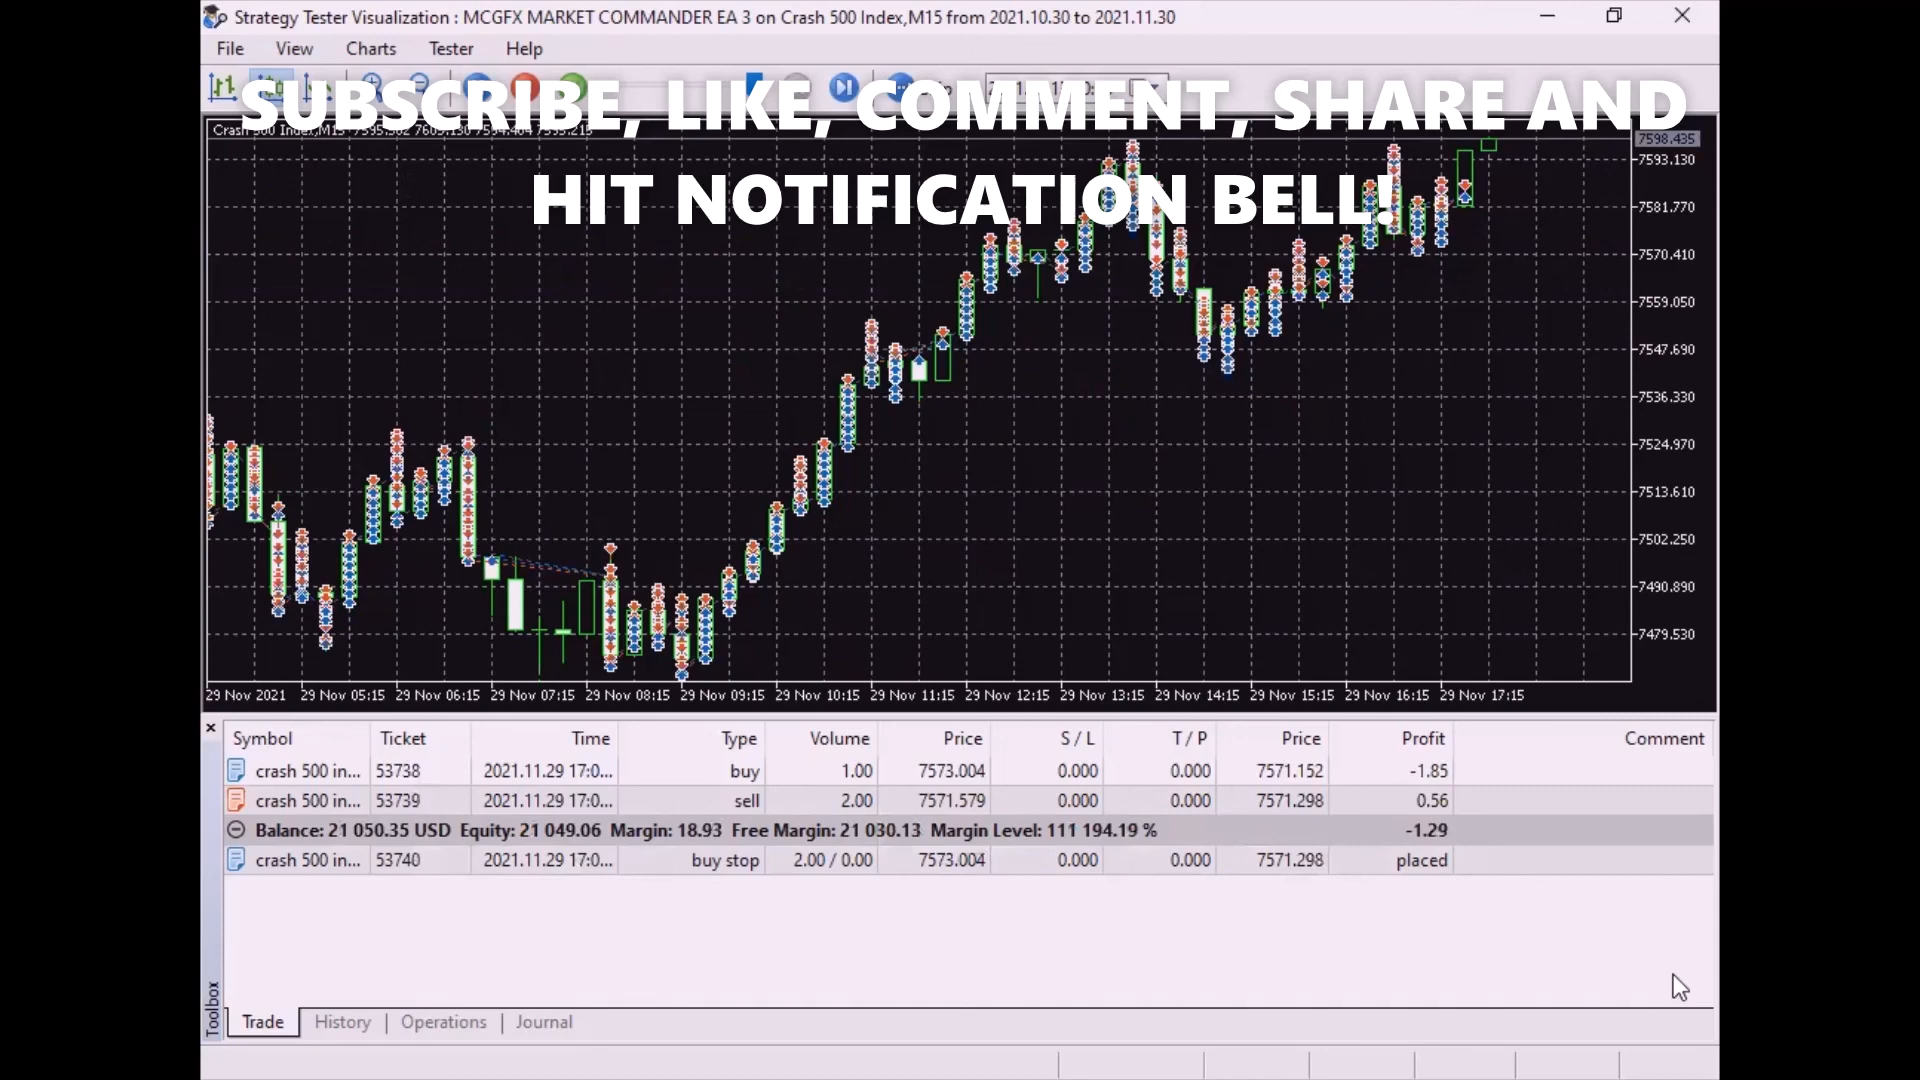 Strategy Tester Visualization : MCGFX MARKET COMMANDER EA 3 on Crash 500 Index,M15 from 2021.10.30 to 2021.11.30
File View Charts Tester Help
SUBSCRIBE, LIKE, COMMENT, SHARE AND
HIT NOTIFICATION BELL!
7598.435
7593.130
7581.770
7570.410
7559.050
7547.690
7536.330
7524.970
7513.610
7502.250
7490.890
7479.530
29 Nov 2021 29 Nov 05:15 29 Nov 06:15 29 Nov 07:15 29 Nov 08:15 29 Nov 09:15 29 Nov 10:15 29 Nov 11:15 29 Nov 12:15 29 Nov 13:15 29 Nov 14:15 29 Nov 15:15 29 Nov 16:15 29 Nov 17:15
Symbol Ticket Time Type Volume Price S / L T / P Price Profit Comment
crash 500 in... 53738 2021.11.29 17:0... buy 1.00 7573.004 0.000 0.000 7571.152 -1.85
crash 500 in... 53739 2021.11.29 17:0... sell 2.00 7571.579 0.000 0.000 7571.298 0.56
Balance: 21 050.35 USD Equity: 21 049.06 Margin: 18.93 Free Margin: 21 030.13 Margin Level: 111 194.19 % -1.29
crash 500 in... 53740 2021.11.29 17:0... buy stop 2.00 / 0.00 7573.004 0.000 0.000 7571.298 placed
Toolbox
Trade History Operations Journal